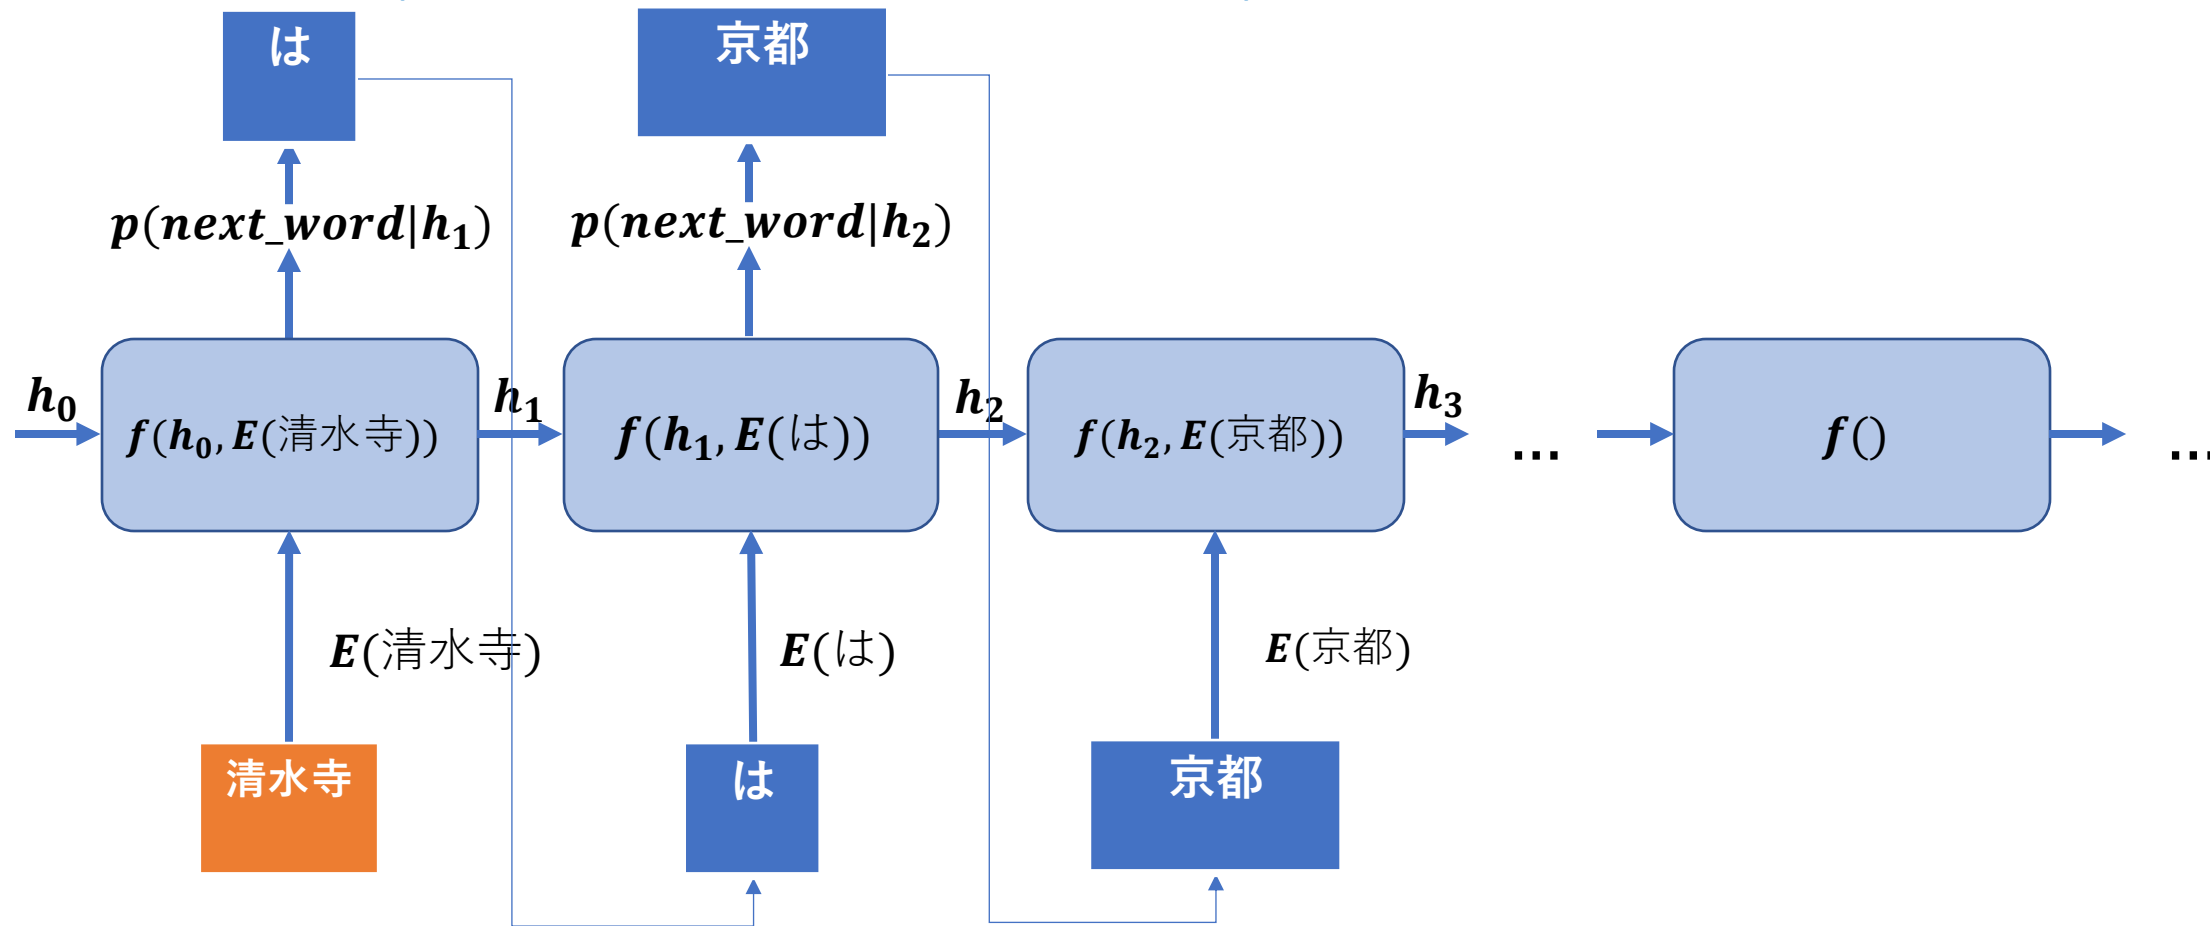 は
京都
p(next_word|h₁)
p(next_word|h₂)
h₀
f(h₀, E(清水寺))
h₁
f(h₁, E(は))
h₂
f(h₂, E(京都))
h₃
...
f()
...
E(清水寺)
E(は)
E(京都)
清水寺
は
京都